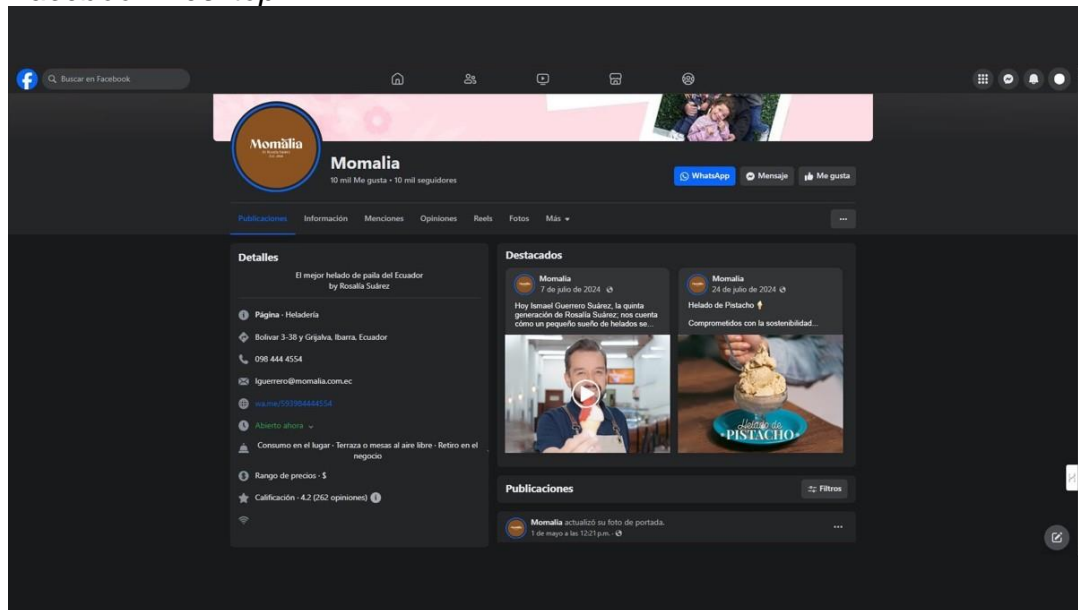 Buscar en Facebook
Momàlia
Momalia
10 mil Me gusta • 10 mil seguidores
WhatsApp
Mensaje
Me gusta
Publicaciones
Información
Menciones
Opiniones
Reels
Fotos
Más
Detalles
El mejor helado de paila del Ecuador
by Rosalía Suárez
Página · Heladería
Bolivar 3-38 y Grijalva, Ibarra, Ecuador
098 444 4554
lguerrero@momalia.com.ec
wa.me/593984444554
Abierto ahora
Consumo en el lugar · Terraza o mesas al aire libre · Retiro en el
negocio
Rango de precios · $
Calificación · 4.2 (262 opiniones)
Destacados
Momalia
7 de julio de 2024
Hoy Ismael Guerrero Suárez, la quinta
generación de Rosalía Suárez; nos cuenta
cómo un pequeño sueño de helados se...
Momalia
24 de julio de 2024
Helado de Pistacho
Comprometidos con la sostenibilidad...
Helado de
PISTACHO
Publicaciones
Filtros
Momalia actualizó su foto de portada.
1 de mayo a las 12:21 p.m.